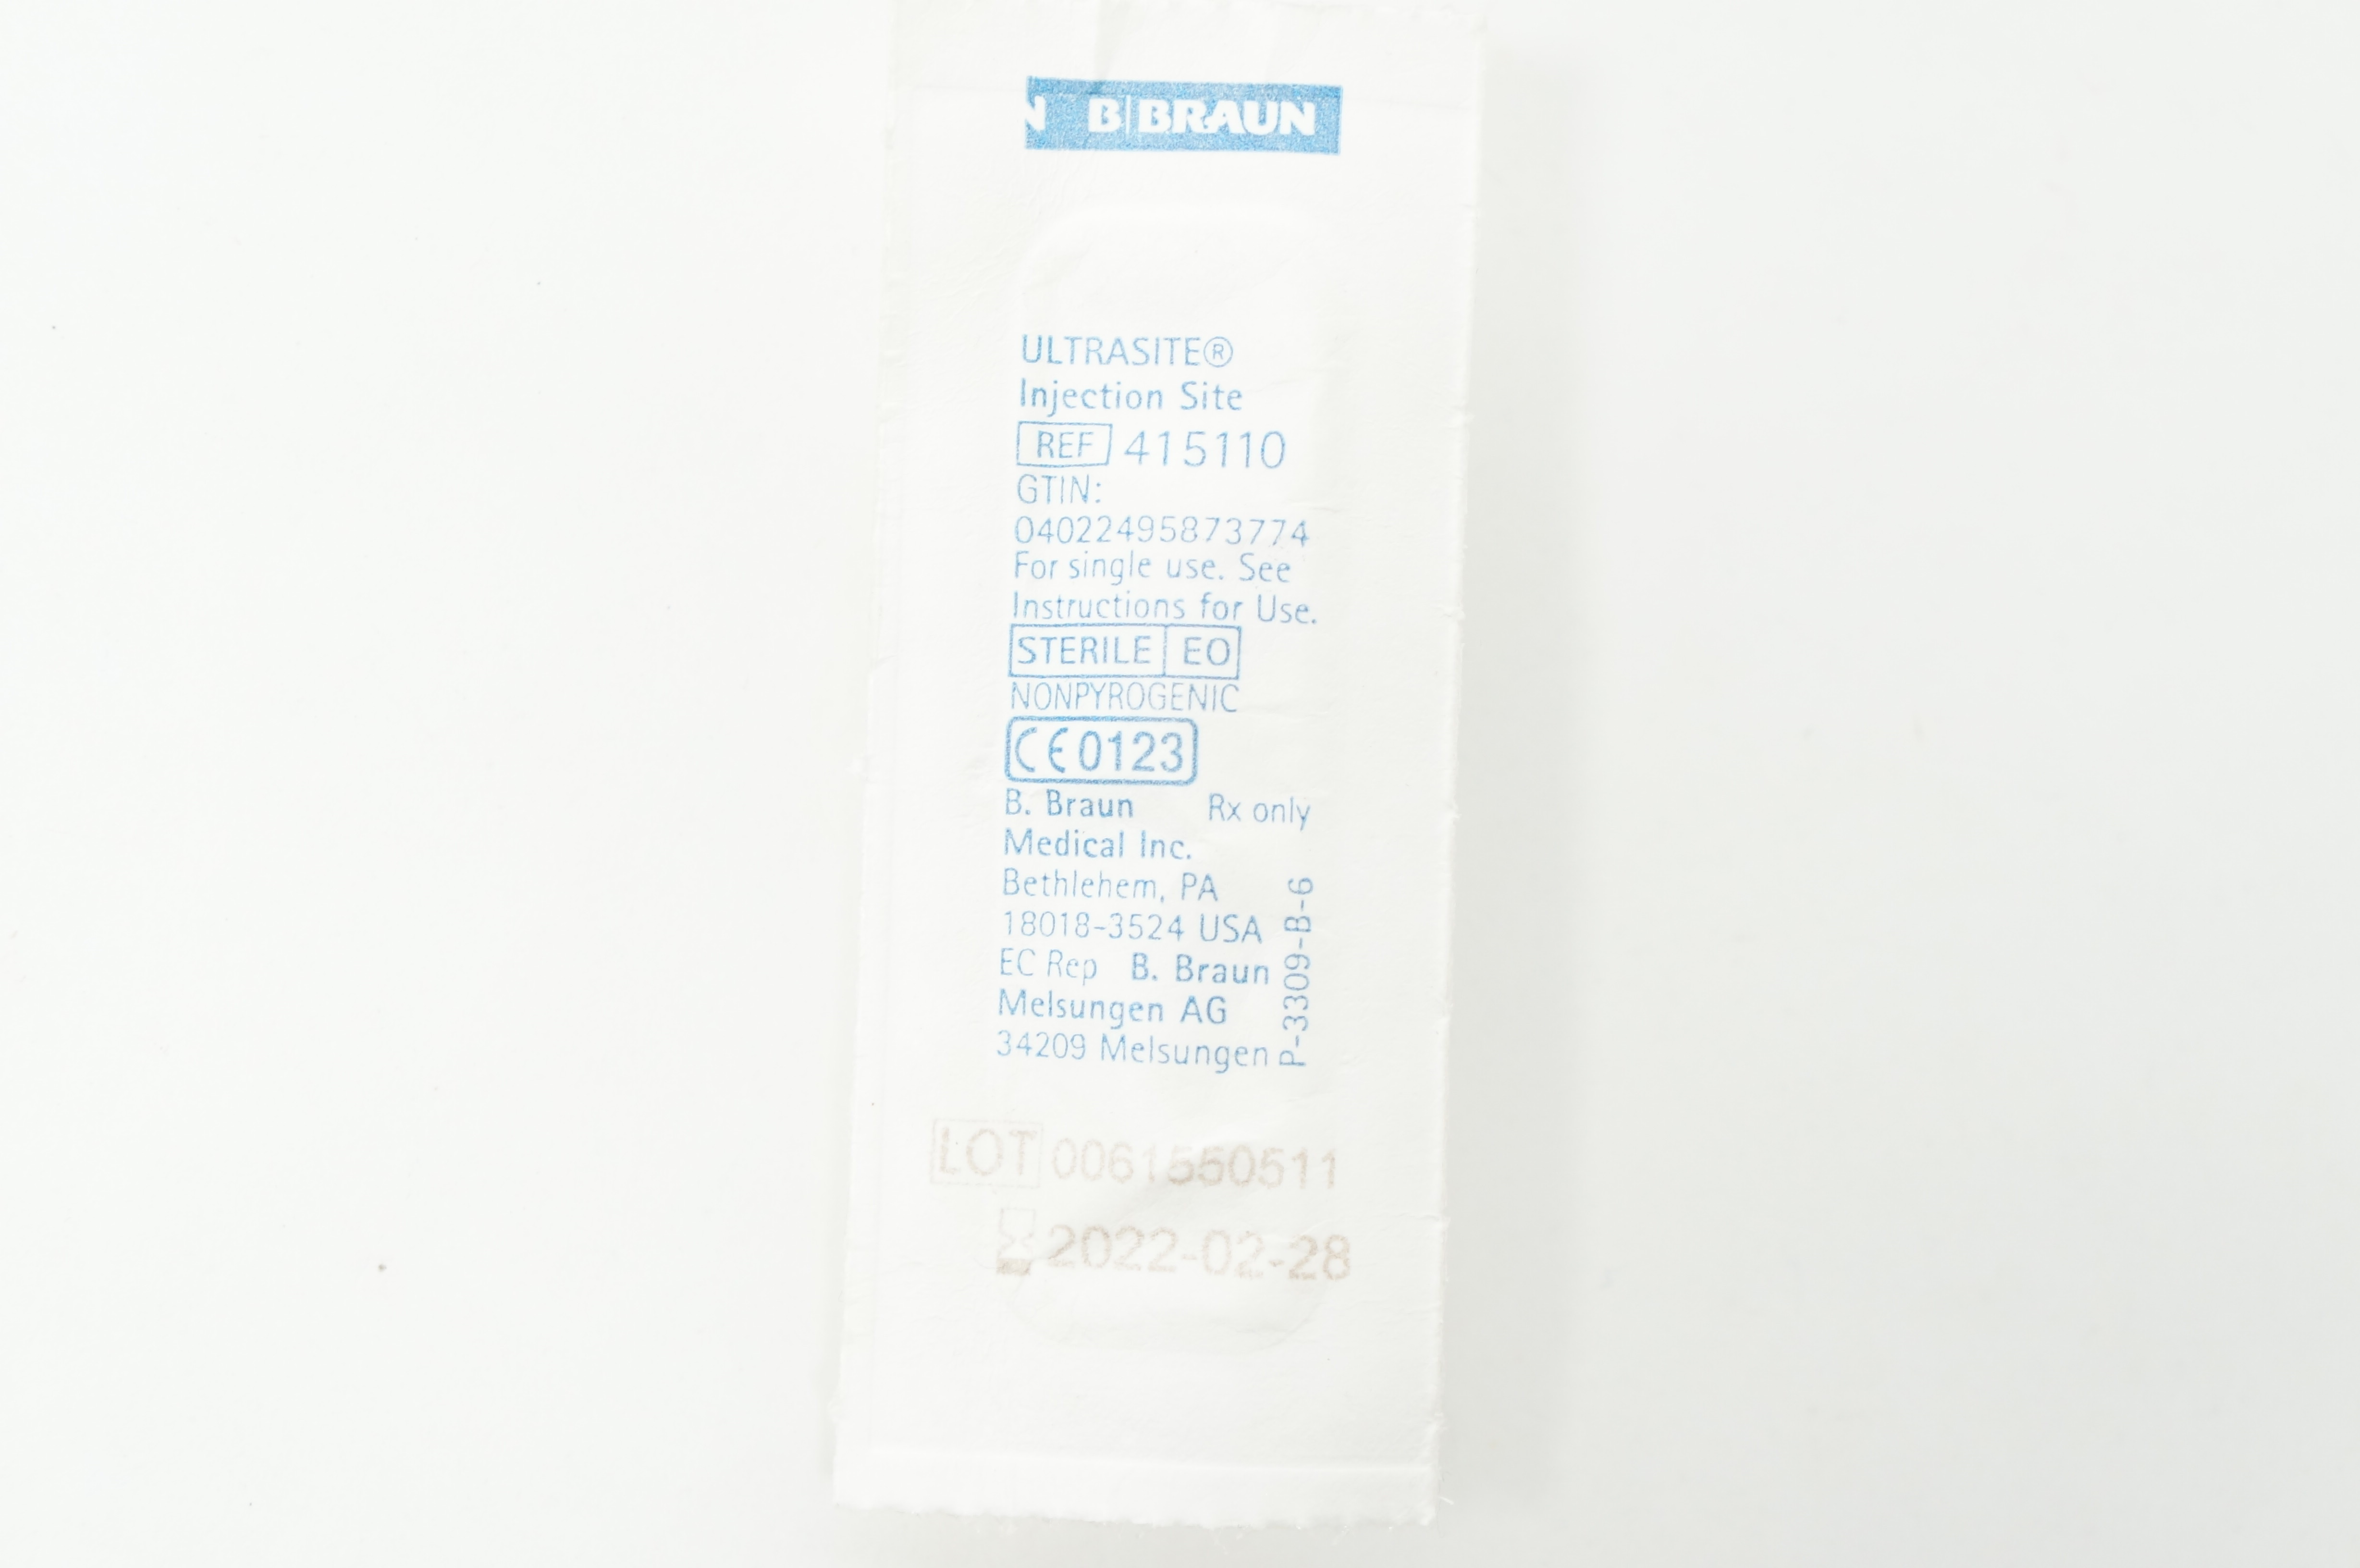 N B|BRAUN
ULTRASITE®
Injection Site
REF 415110
GTIN:
04022495873774
For single use. See
Instructions for Use.
STERILE EO
NONPYROGENIC
CE 0123
B. Braun Rx only
Medical Inc.
Bethlehem, PA
18018-3524 USA
EC Rep B. Braun
Melsungen AG
34209 Melsungen
P-3309-B-6
LOT 0061550511
2022-02-28